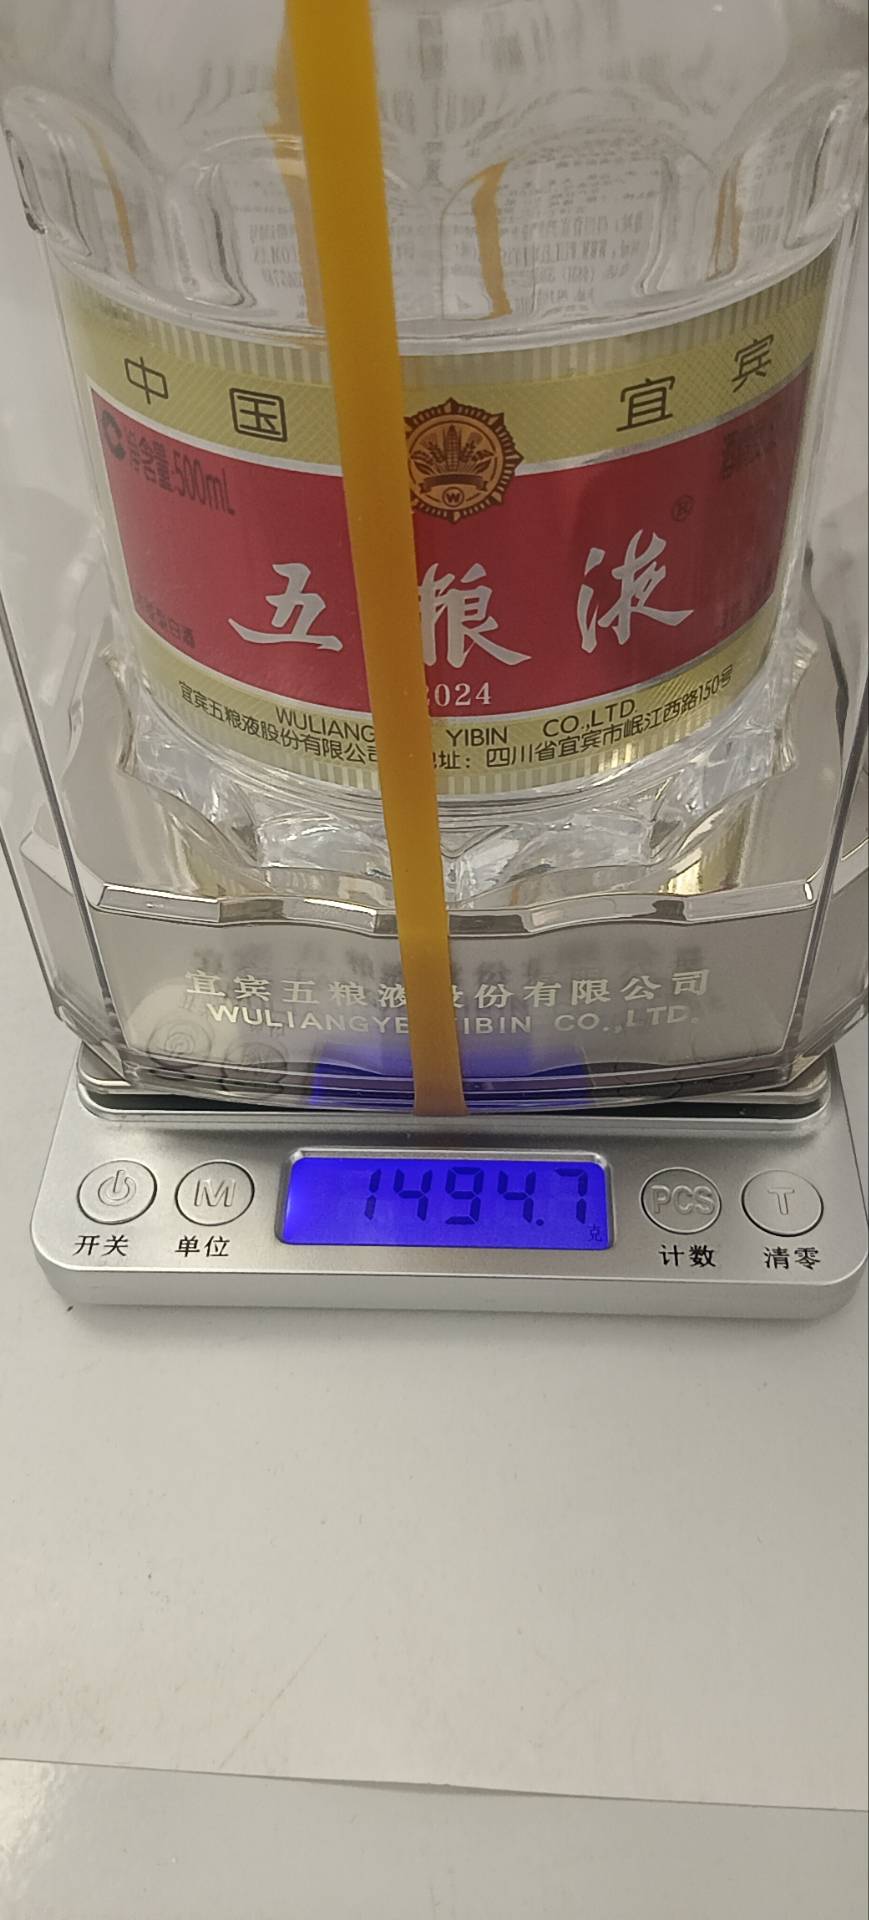 中国 宜宾
净含量:500mL
W
®
五粮液
2024
WULIANG YIBIN CO.,LTD.
宜宾五粮液股份有限公司 地址：四川省宜宾市岷江西路150号
宜宾五粮液股份有限公司
WULIANGYE YIBIN CO.,LTD.
1494.7
克
M PCS T
开关 单位 计数 清零